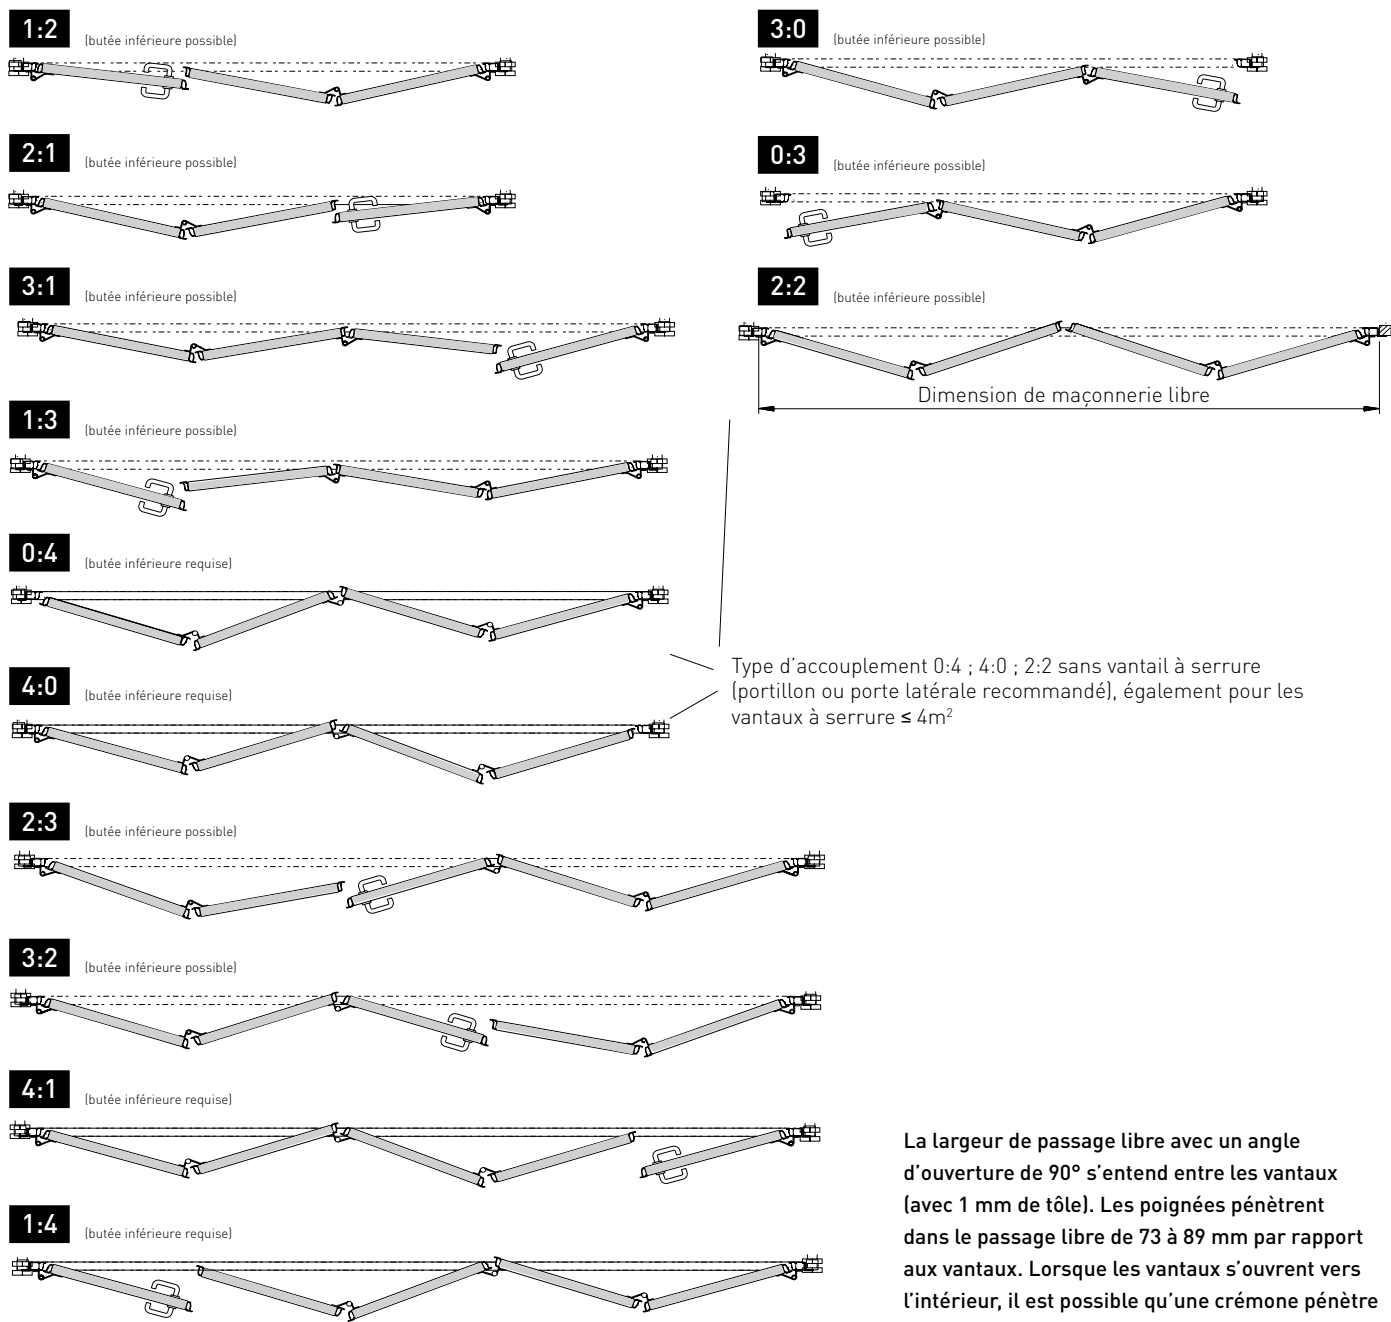 1:2
(butée inférieure possible)
2:1
(butée inférieure possible)
3:1
(butée inférieure possible)
1:3
(butée inférieure possible)
0:4
(butée inférieure requise)
4:0
(butée inférieure requise)
2:3
(butée inférieure possible)
3:2
(butée inférieure possible)
4:1
(butée inférieure requise)
1:4
(butée inférieure requise)
3:0
(butée inférieure possible)
0:3
(butée inférieure possible)
2:2
(butée inférieure possible)
Dimension de maçonnerie libre
Type d’accouplement 0:4 ; 4:0 ; 2:2 sans vantail à serrure
(portillon ou porte latérale recommandé), également pour les
vantaux à serrure ≤ 4m²
La largeur de passage libre avec un angle
d’ouverture de 90° s’entend entre les vantaux
(avec 1 mm de tôle). Les poignées pénètrent
dans le passage libre de 73 à 89 mm par rapport
aux vantaux. Lorsque les vantaux s’ouvrent vers
l’intérieur, il est possible qu’une crémone pénètre